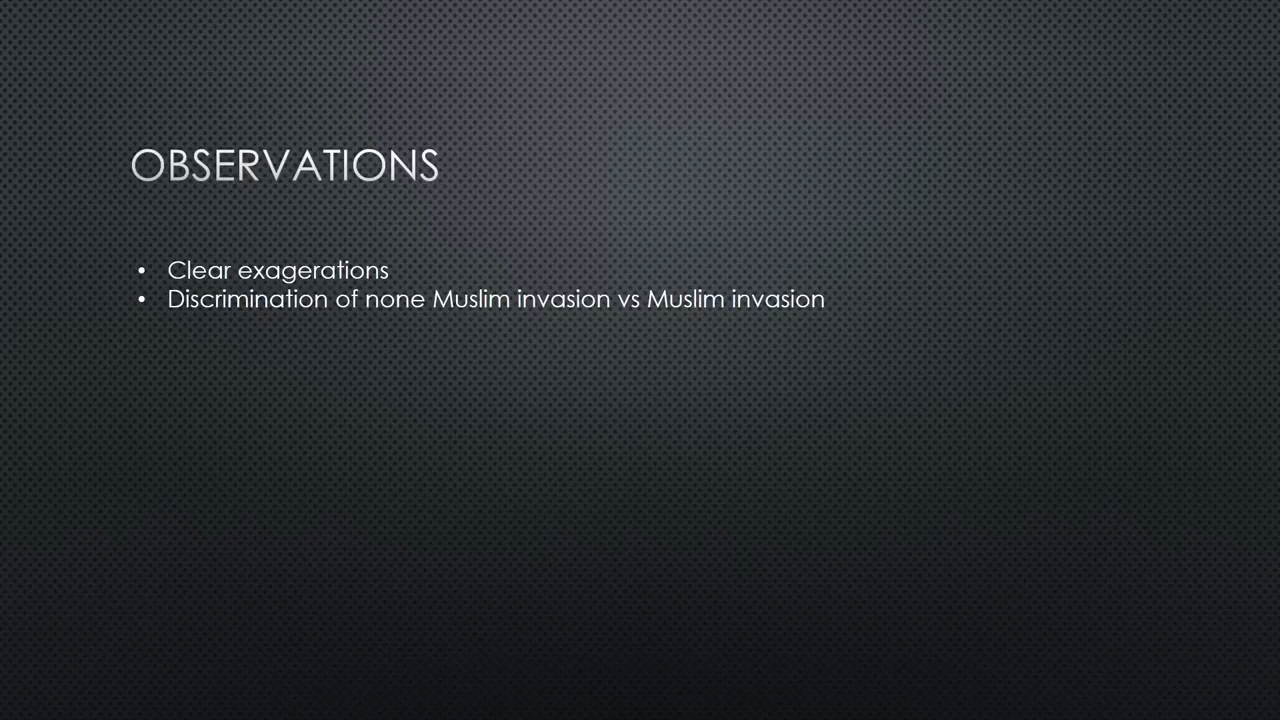 OBSERVATIONS
• Clear exagerations
• Discrimination of none Muslim invasion vs Muslim invasion